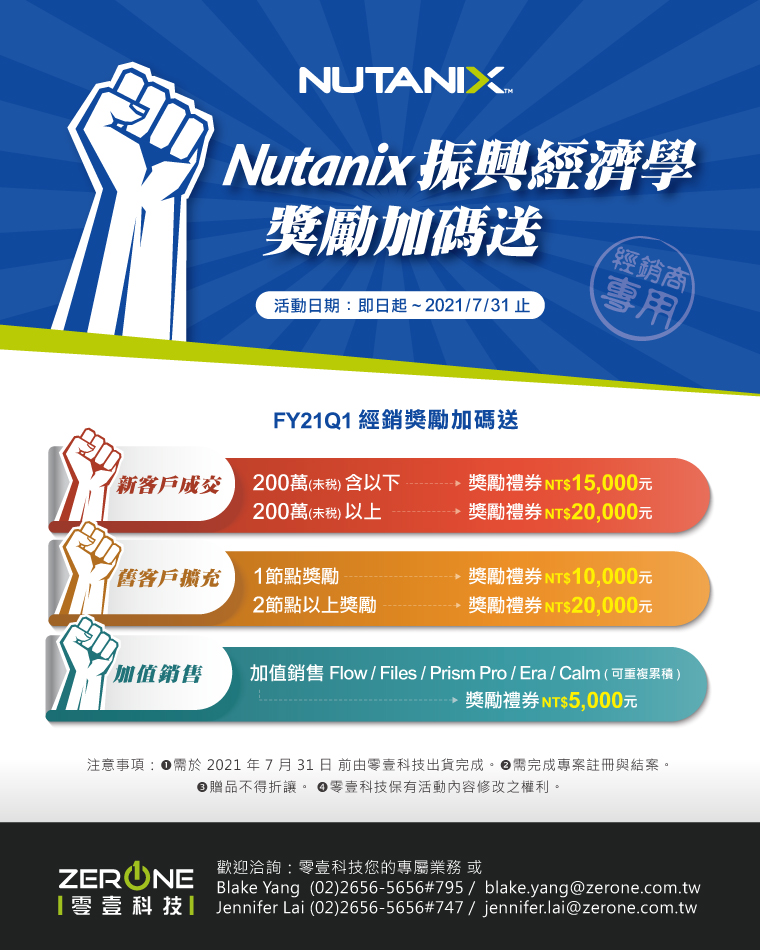 NUTANIX™
Nutanix 振興經濟學
獎勵加碼送
經銷商
專用
活動日期：即日起 ~ 2021/7/31 止
FY21Q1 經銷獎勵加碼送
新客戶成交
200萬(未稅) 含以下 獎勵禮券 NT$15,000元
200萬(未稅) 以上 獎勵禮券 NT$20,000元
舊客戶擴充
1節點獎勵 獎勵禮券 NT$10,000元
2節點以上獎勵 獎勵禮券 NT$20,000元
加值銷售
加值銷售 Flow / Files / Prism Pro / Era / Calm ( 可重複累積 )
獎勵禮券 NT$5,000元
注意事項：❶需於 2021 年 7 月 31 日 前由零壹科技出貨完成。❷需完成專案註冊與結案。
❸贈品不得折讓。 ❹零壹科技保有活動內容修改之權利。
ZERONE
零壹科技
歡迎洽詢：零壹科技您的專屬業務 或
Blake Yang (02)2656-5656#795 / blake.yang@zerone.com.tw
Jennifer Lai (02)2656-5656#747 / jennifer.lai@zerone.com.tw